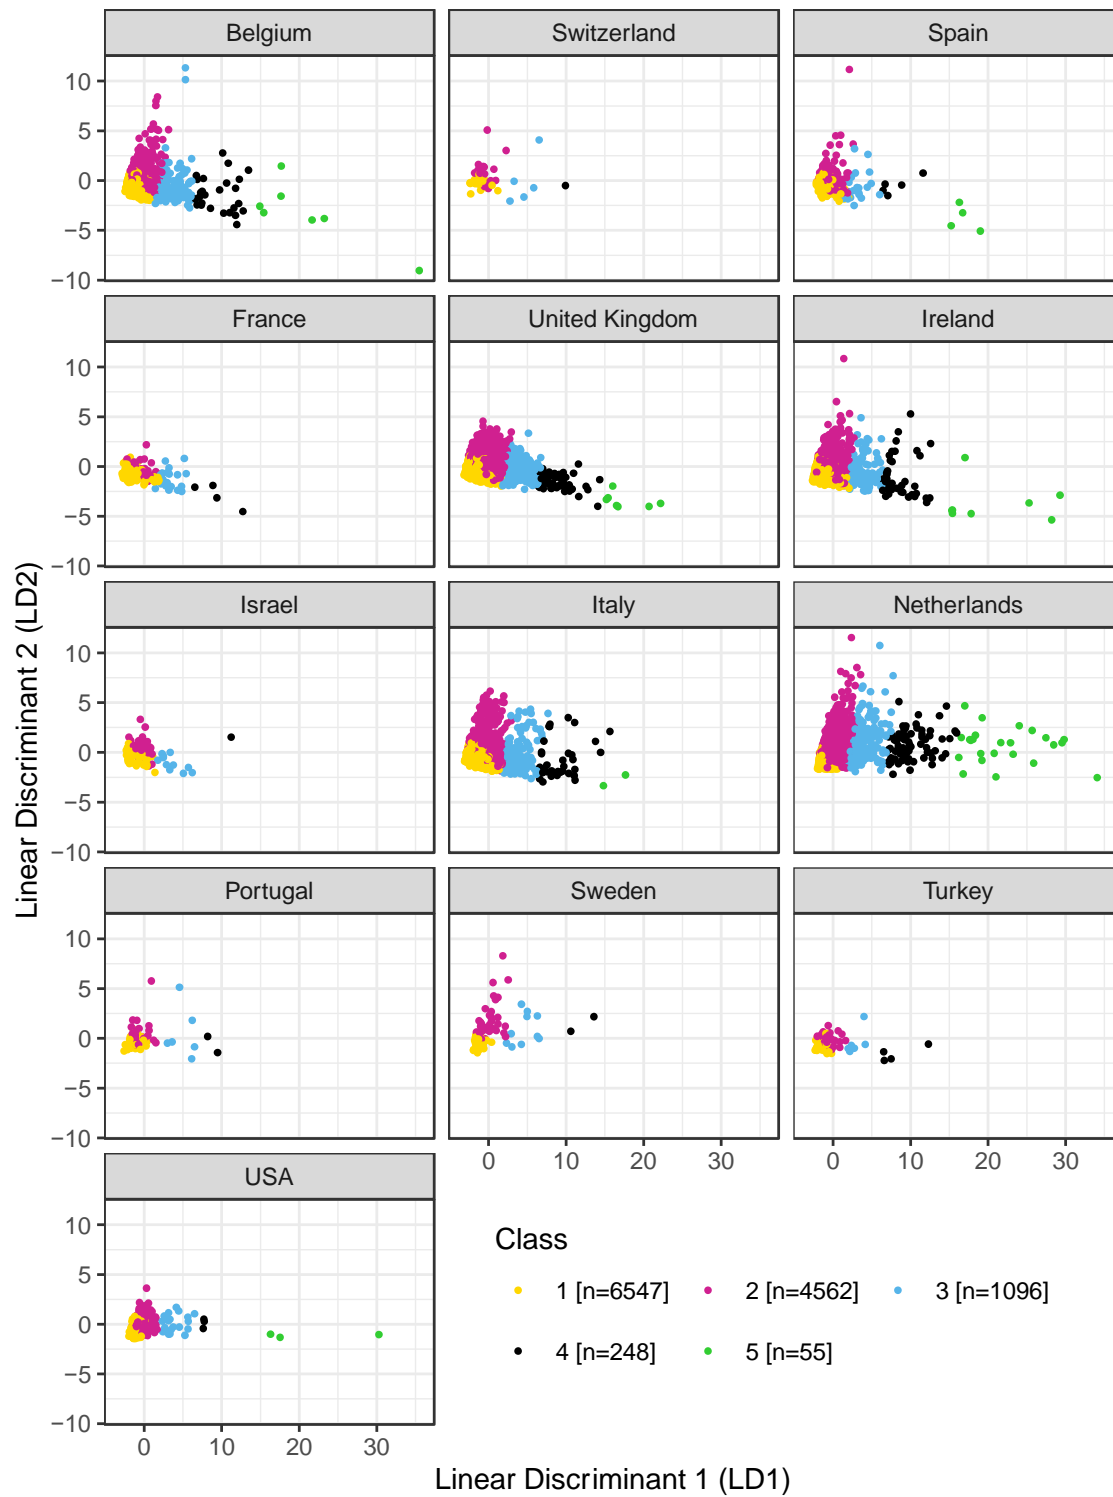 Belgium
Switzerland
Spain
10
5
0
−5
−10
France
United Kingdom
Ireland
10
5
0
−5
−10
Israel
Italy
Netherlands
10
5
0
−5
−10
Portugal
Sweden
Turkey
10
5
0
−5
−10
0 10 20 30
0 10 20 30
USA
10
5
0
−5
−10
0 10 20 30
Linear Discriminant 2 (LD2)
Linear Discriminant 1 (LD1)
Class
1 [n=6547]
2 [n=4562]
3 [n=1096]
4 [n=248]
5 [n=55]